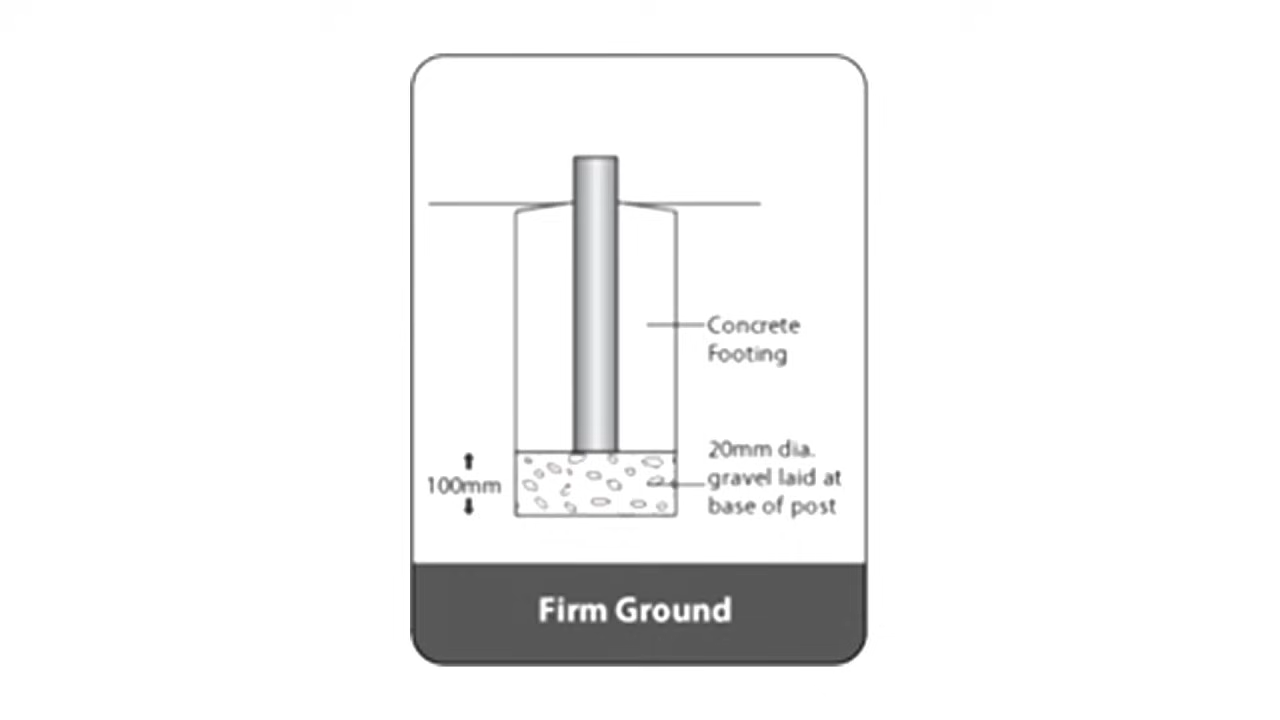 Concrete
Footing
20mm dia.
gravel laid at
base of post
100mm
Firm Ground